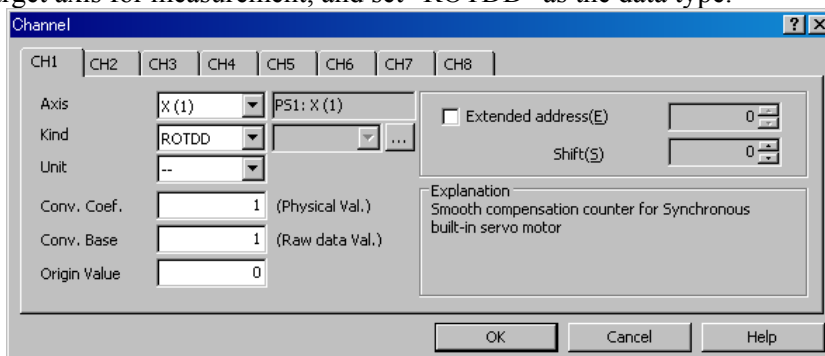 target axis for measurement, and set "ROTDD" as the data type.
Channel
CH1 CH2 CH3 CH4 CH5 CH6 CH7 CH8
Axis X (1) PS1: X (1)
Kind ROTDD ...
Unit --
Conv. Coef. 1 (Physical Val.)
Conv. Base 1 (Raw data Val.)
Origin Value 0
Extended address(E) 0
Shift(S) 0
Explanation
Smooth compensation counter for Synchronous
built-in servo motor
OK Cancel Help